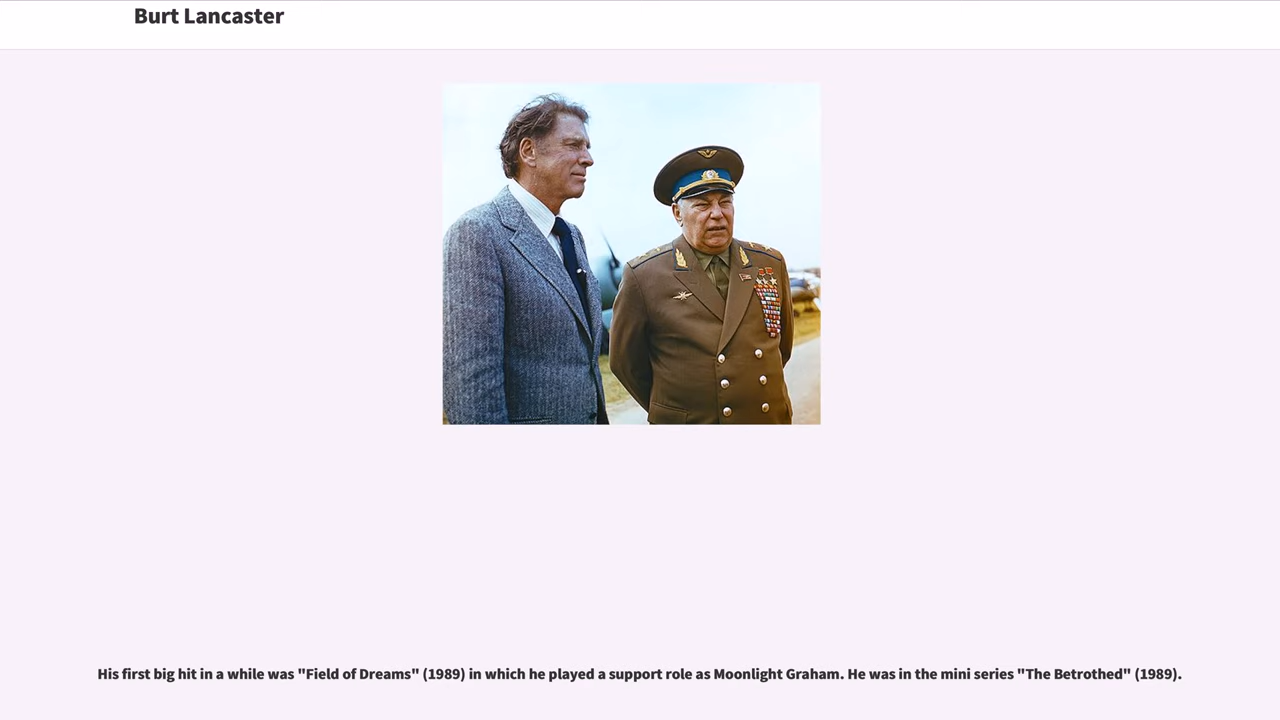 Burt Lancaster
His first big hit in a while was "Field of Dreams" (1989) in which he played a support role as Moonlight Graham. He was in the mini series "The Betrothed" (1989).